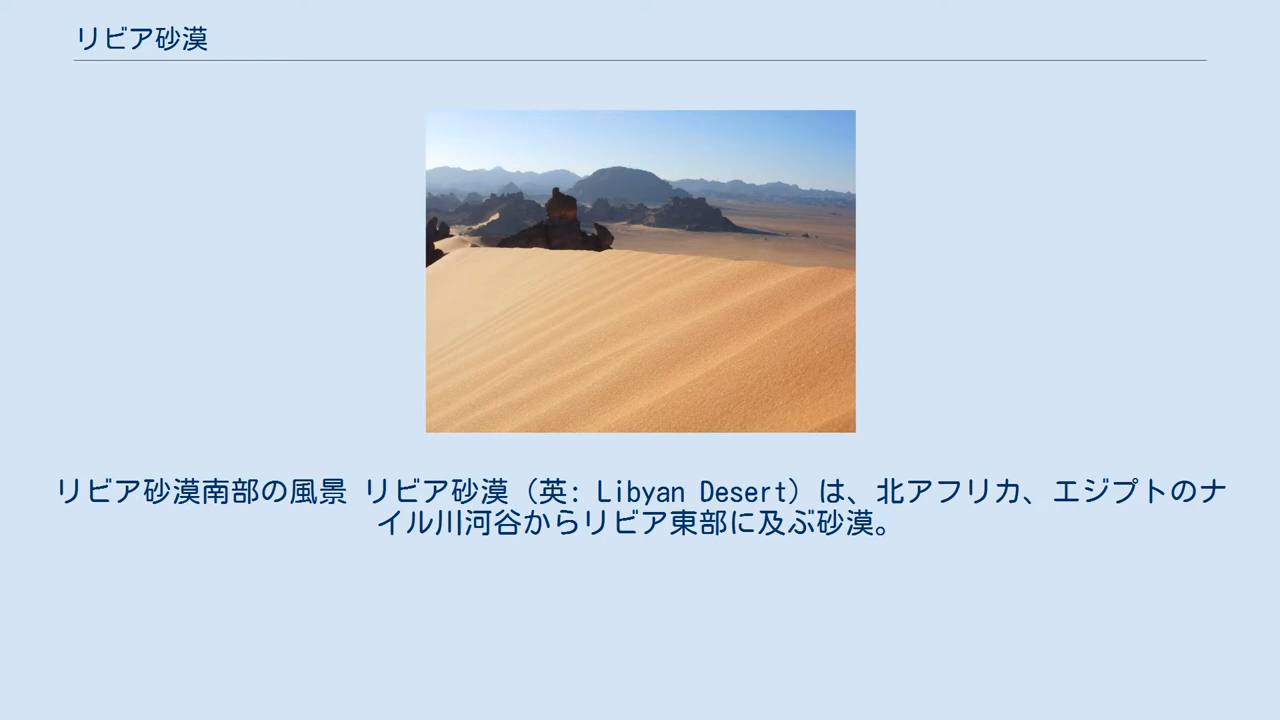 リビア砂漠
リビア砂漠南部の風景 リビア砂漠（英: Libyan Desert）は、北アフリカ、エジプトのナ
イル川河谷からリビア東部に及ぶ砂漠。